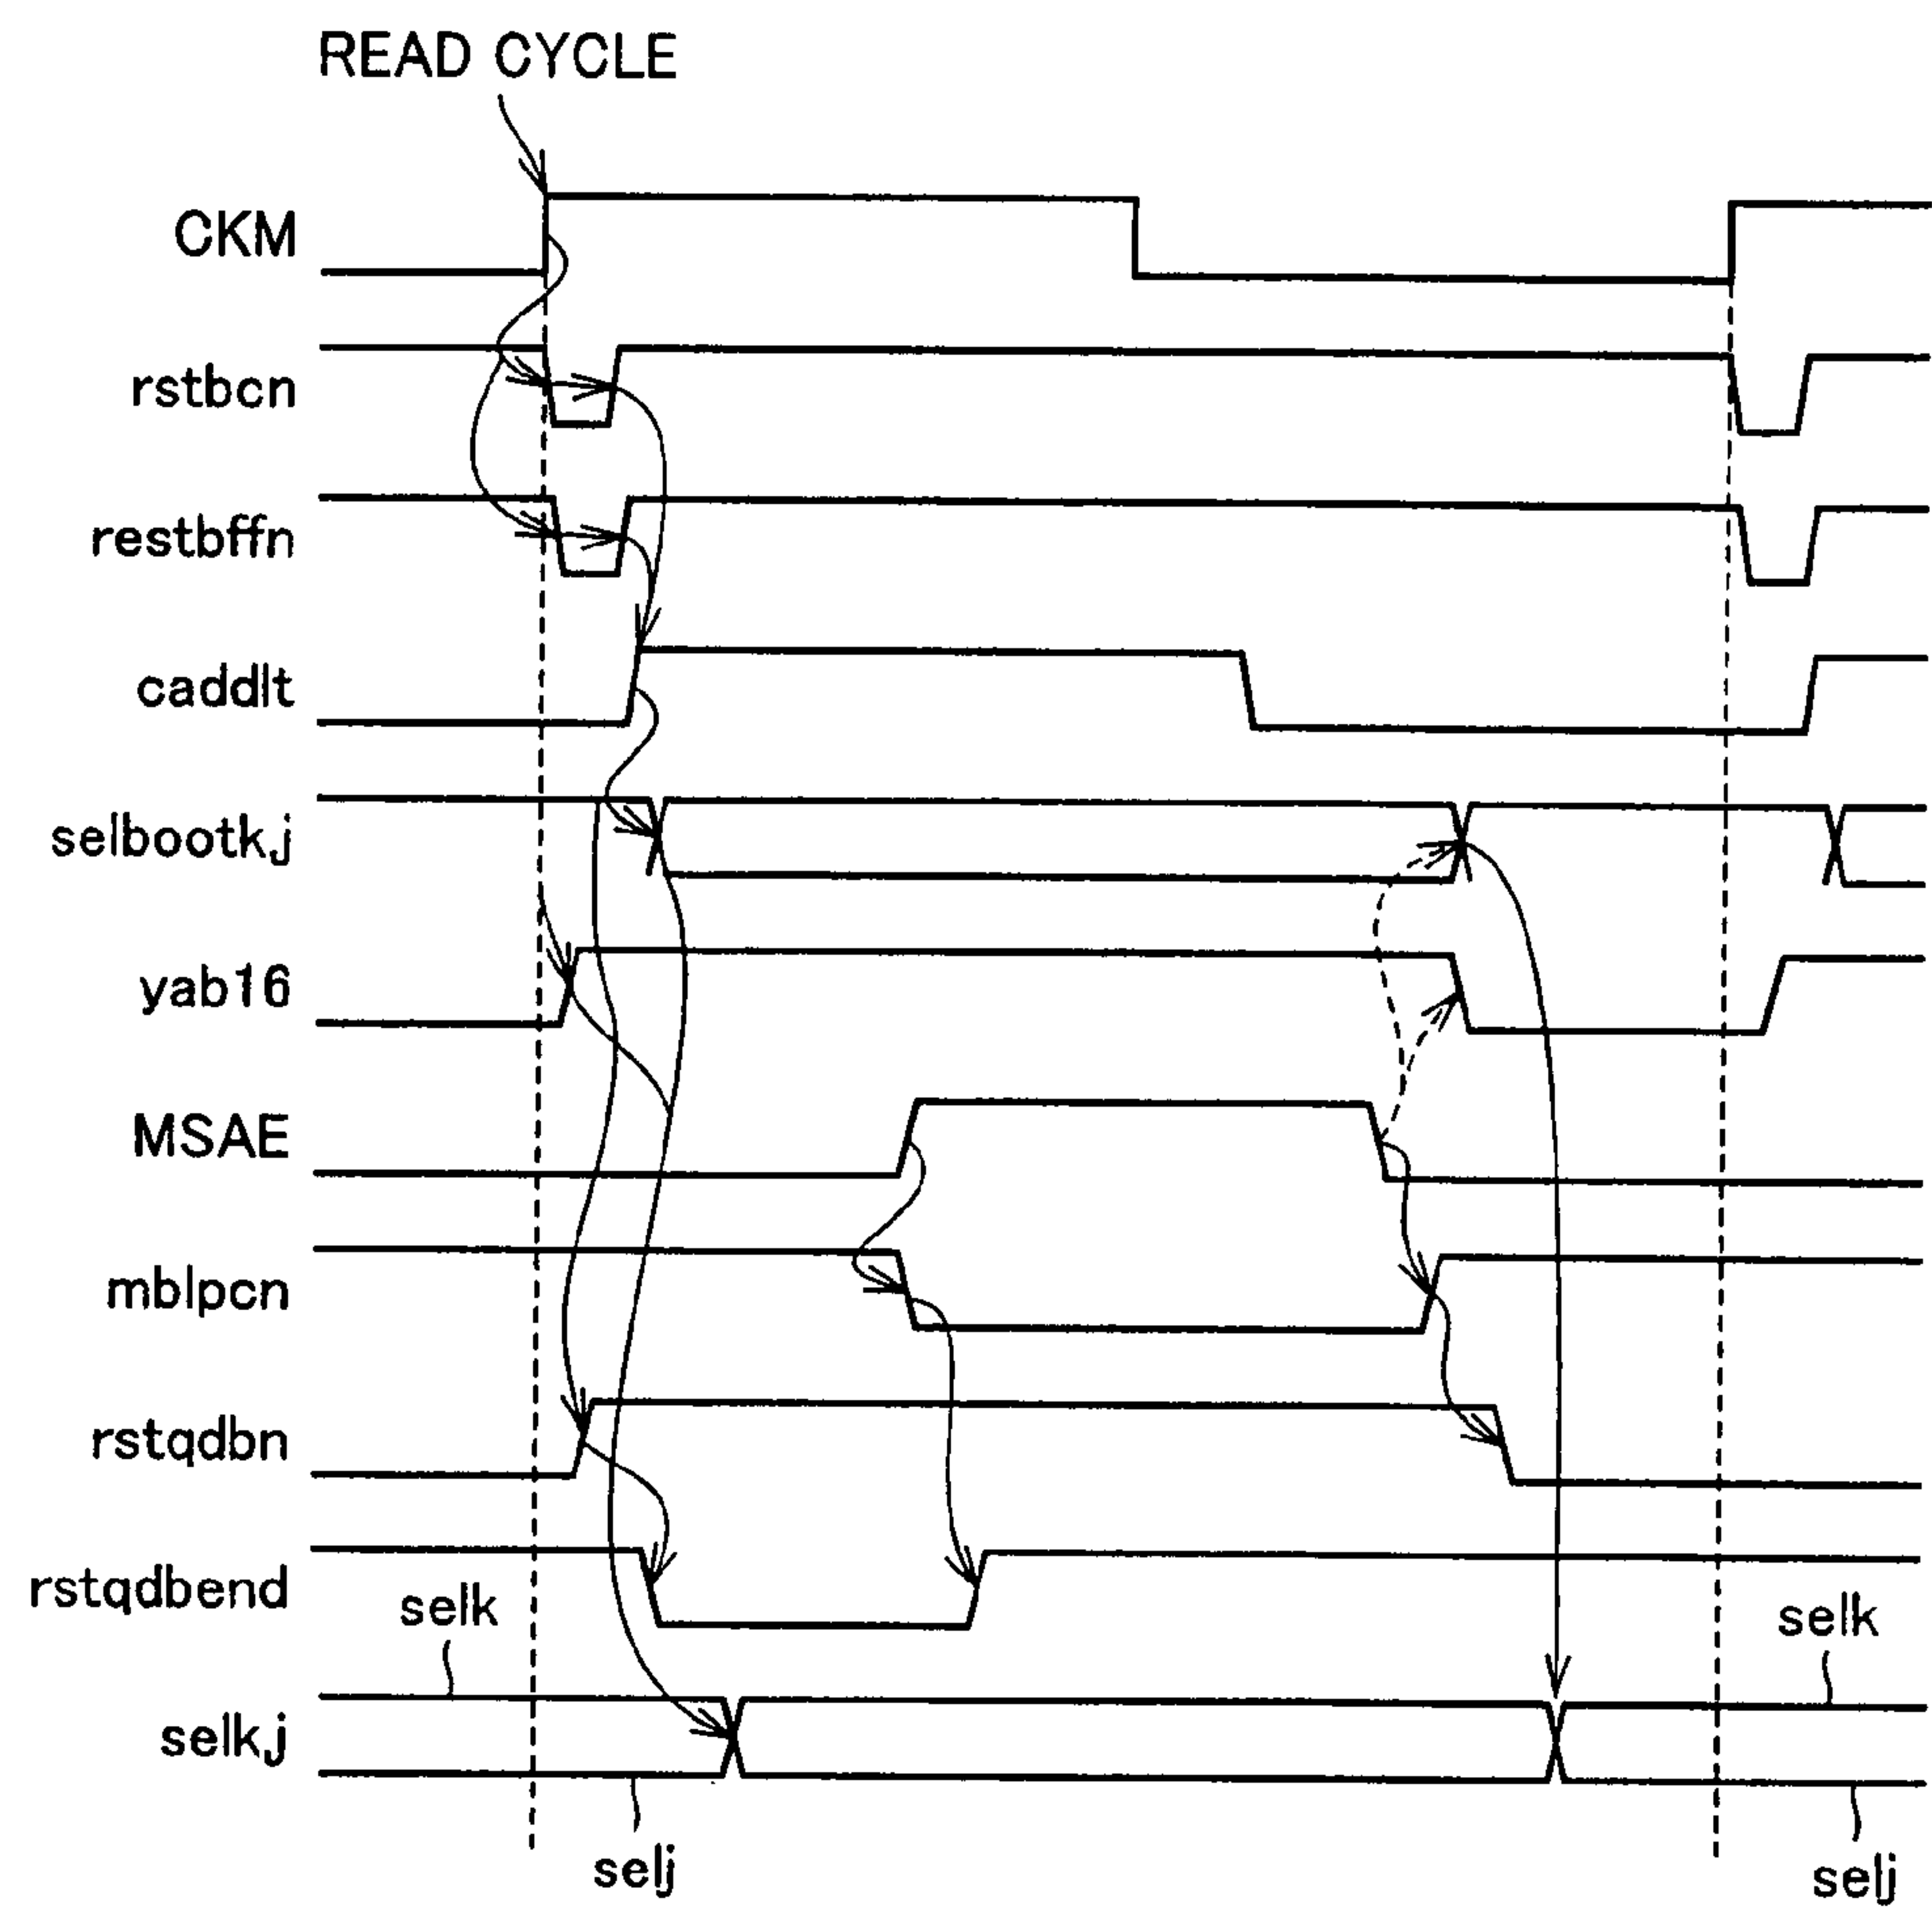 READ CYCLE
CKM
rstbcn
restbffn
caddlt
selbootkj
yab16
MSAE
mblpcn
rstqdbn
rstqdbend
selk
selk
selkj
selj
selj